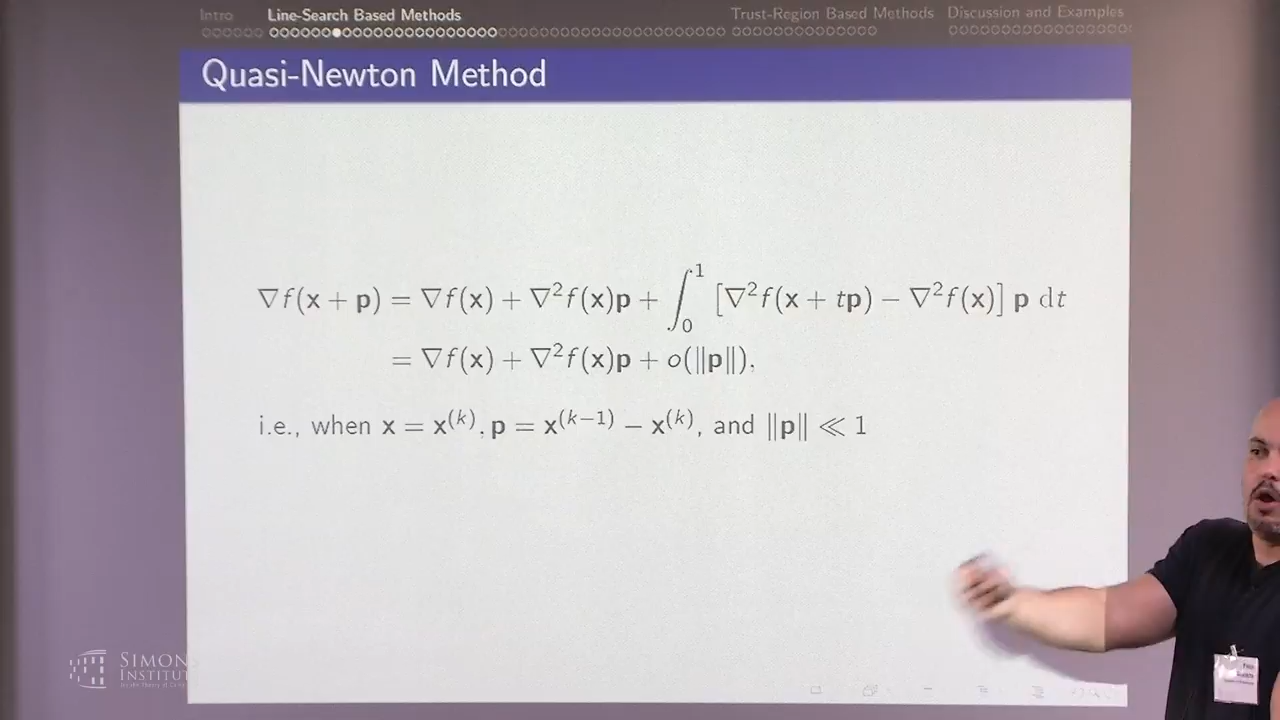 Intro Line-Search Based Methods Trust-Region Based Methods Discussion and Examples
Quasi-Newton Method
∇f(x + p) = ∇f(x) + ∇²f(x)p + ∫₀¹ [∇²f(x + tp) − ∇²f(x)] p dt
= ∇f(x) + ∇²f(x)p + o(‖p‖).
i.e., when x = x⁽ᵏ⁾, p = x⁽ᵏ⁻¹⁾ − x⁽ᵏ⁾, and ‖p‖ ≪ 1
SIMONS
INSTITUTE